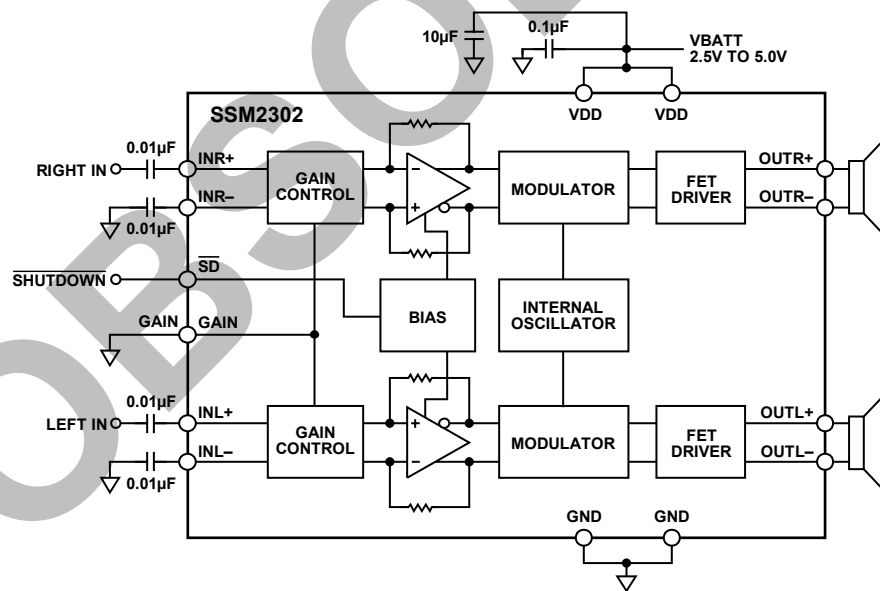 10µF
0.1µF
VBATT
2.5V TO 5.0V
SSM2302
VDD
VDD
0.01µF
RIGHT IN
INR+
INR–
0.01µF
GAIN
CONTROL
MODULATOR
FET
DRIVER
OUTR+
OUTR–
SHUTDOWN
SD
BIAS
INTERNAL
OSCILLATOR
GAIN
GAIN
0.01µF
LEFT IN
INL+
INL–
0.01µF
GAIN
CONTROL
MODULATOR
FET
DRIVER
OUTL+
OUTL–
GND
GND
OBSO